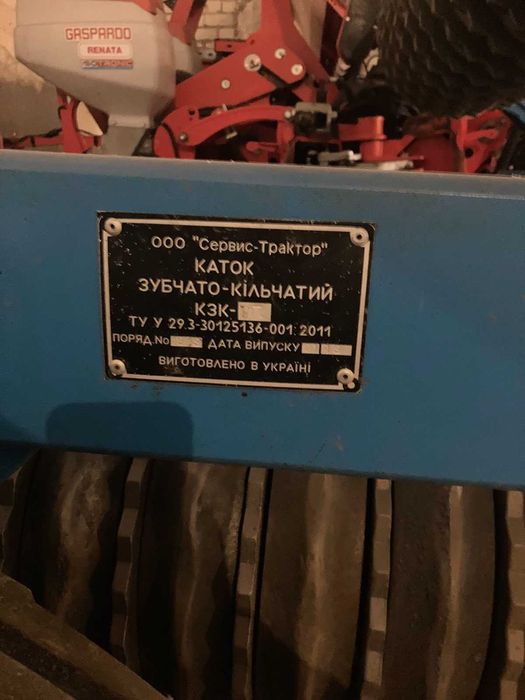 GASPARDO
RENATA
ООО "Сервис-Трактор"
КАТОК
ЗУБЧАТО-КІЛЬЧАТИЙ
КЗК-
ТУ У 29.3-30125136-001:2011
ПОРЯД.No ДАТА ВИПУСКУ
ВИГОТОВЛЕНО В УКРАЇНІ